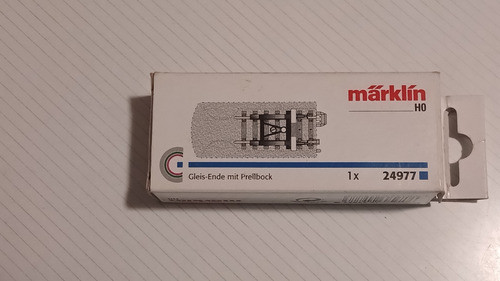 märklin
H0
Gleis-Ende mit Prellbock 1x 24977